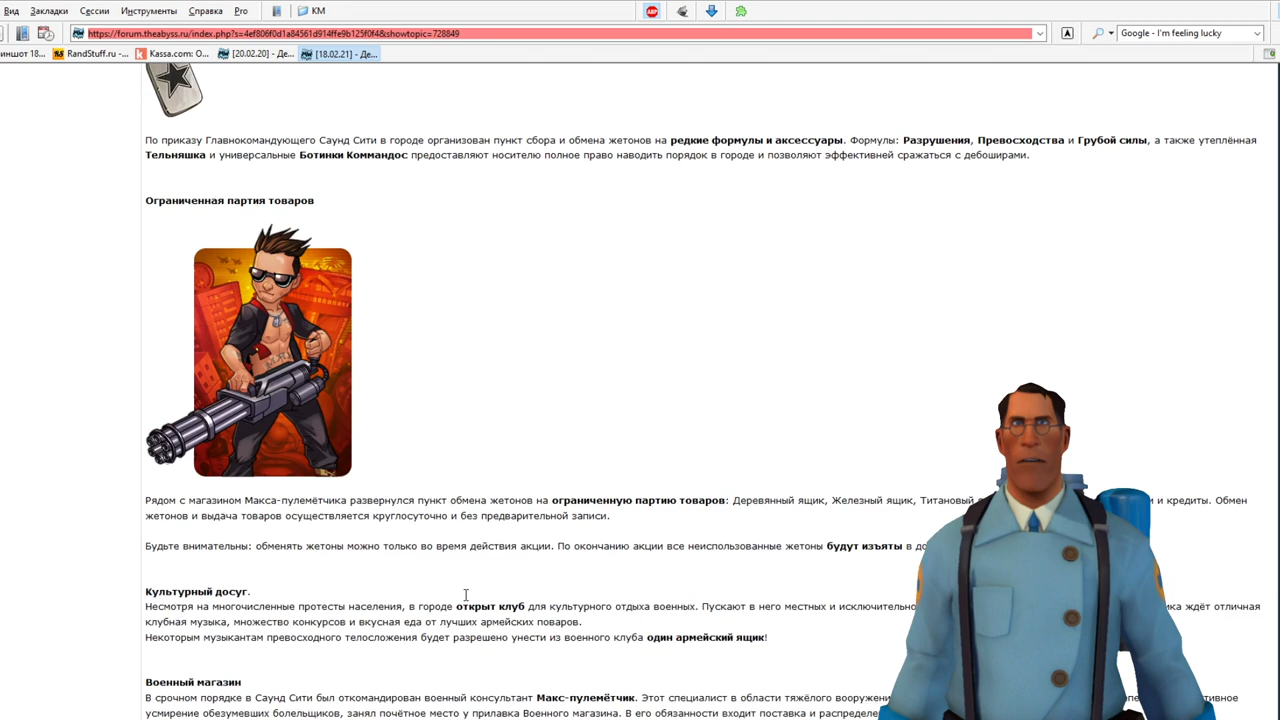 Вид Закладки Сессии Инструменты Справка Pro КМ
https://forum.theabyss.ru/index.php?s=4ef806f0d1a84561d914ffe9b125f0f4&showtopic=728849 Google - I'm feeling lucky
иншот 18... RandStuff.ru -... Kassa.com: О... [20.02.20] - Де... [18.02.21] - Де...
По приказу Главнокомандующего Саунд Сити в городе организован пункт сбора и обмена жетонов на редкие формулы и аксессуары. Формулы: Разрушения, Превосходства и Грубой силы, а также утеплённая
Тельняшка и универсальные Ботинки Коммандос предоставляют носителю полное право наводить порядок в городе и позволяют эффективней сражаться с дебоширами.
Ограниченная партия товаров
Рядом с магазином Макса-пулемётчика развернулся пункт обмена жетонов на ограниченную партию товаров: Деревянный ящик, Железный ящик, Титановый и кредиты. Обмен
жетонов и выдача товаров осуществляется круглосуточно и без предварительной записи.
Будьте внимательны: обменять жетоны можно только во время действия акции. По окончанию акции все неиспользованные жетоны будут изъяты в
Культурный досуг.
Несмотря на многочисленные протесты населения, в городе открыт клуб для культурного отдыха военных. Пускают в него местных и исключительно ждёт отличная
клубная музыка, множество конкурсов и вкусная еда от лучших армейских поваров.
Некоторым музыкантам превосходного телосложения будет разрешено унести из военного клуба один армейский ящик!
Военный магазин
В срочном порядке в Саунд Сити был откомандирован военный консультант Макс-пулемётчик. Этот специалист в области тяжёлого
усмирение обезумевших болельщиков, занял почётное место у прилавка Военного магазина. В его обязанности входит поставка и